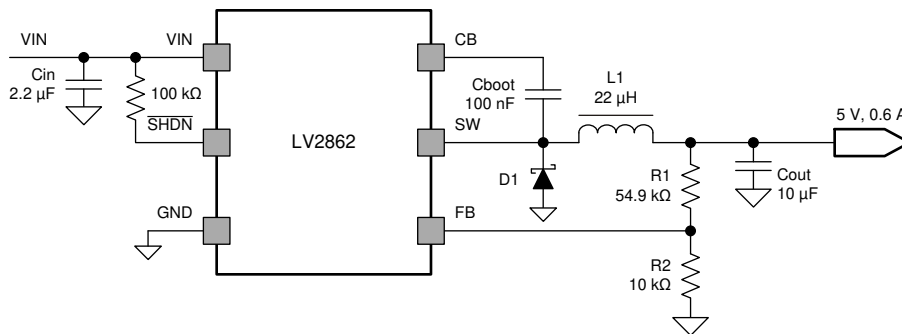 VIN
VIN
CB
Cin
2.2 µF
100 kΩ
SHDN
Cboot
100 nF
L1
22 µH
LV2862
SW
5 V, 0.6 A
D1
R1
54.9 kΩ
Cout
10 µF
GND
FB
R2
10 kΩ